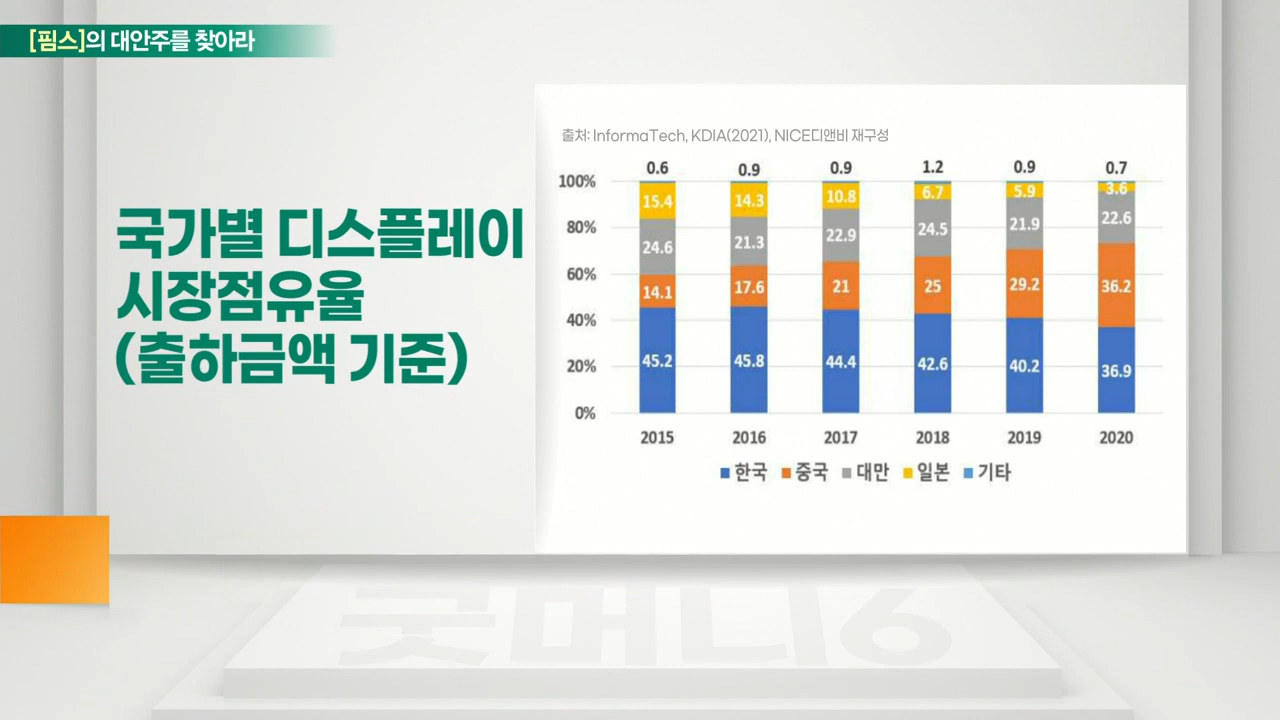 [핌스]의 대안주를 찾아라
국가별 디스플레이
시장점유율
(출하금액 기준)
출처: InformaTech, KDIA(2021), NICE디앤비 재구성
0.6 0.9 0.9 1.2 0.9 0.7
100%
15.4 14.3 10.8 6.7 5.9 3.6
80%
24.6 21.3 22.9 24.5 21.9 22.6
60%
14.1 17.6 21 25 29.2 36.2
40%
45.2 45.8 44.4 42.6 40.2 36.9
20%
0%
2015 2016 2017 2018 2019 2020
한국 중국 대만 일본 기타
굿머니6